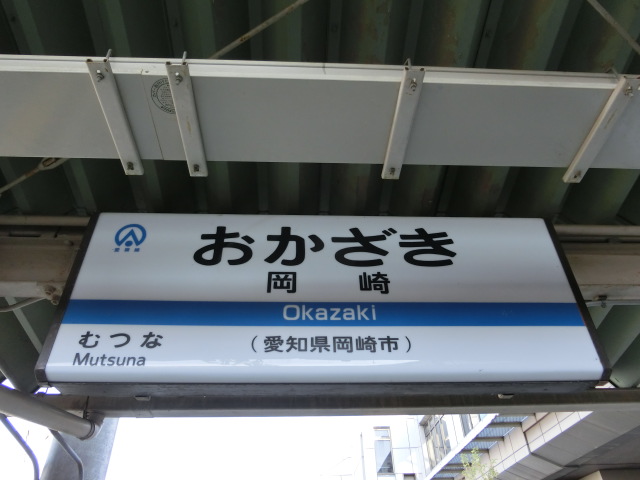 おかざき
岡崎
Okazaki
むつな
Mutsuna
（愛知県岡崎市）